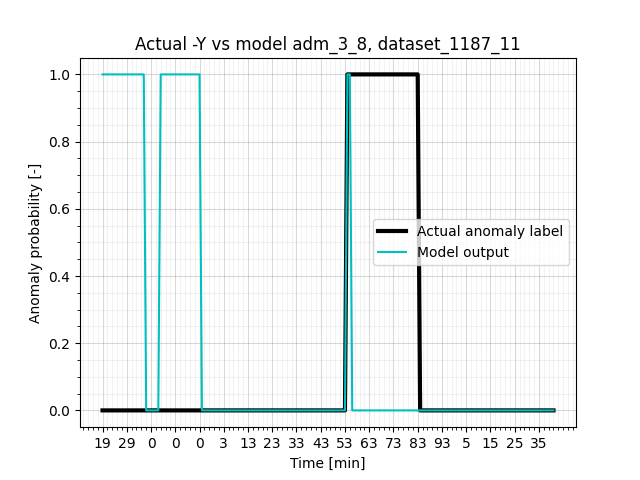 Actual -Y vs model adm_3_8, dataset_1187_11
Anomaly probability [-]
1.0
0.8
0.6
0.4
0.2
0.0
Actual anomaly label
Model output
19 29 0 0 0 3 13 23 33 43 53 63 73 83 93 5 15 25 35
Time [min]